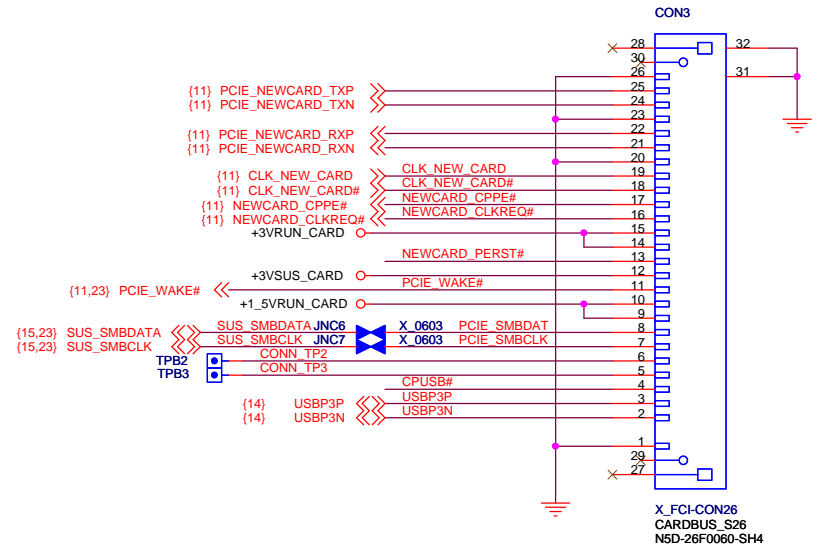 CON3
28 32
30
26 31
{11} PCIE_NEWCARD_TXP 25
{11} PCIE_NEWCARD_TXN 24
23
{11} PCIE_NEWCARD_RXP 22
{11} PCIE_NEWCARD_RXN 21
20
{11} CLK_NEW_CARD CLK_NEW_CARD 19
{11} CLK_NEW_CARD# CLK_NEW_CARD# 18
{11} NEWCARD_CPPE# NEWCARD_CPPE# 17
{11} NEWCARD_CLKREQ# NEWCARD_CLKREQ# 16
+3VRUN_CARD 15
14
NEWCARD_PERST# 13
+3VSUS_CARD 12
{11,23} PCIE_WAKE# PCIE_WAKE# 11
+1_5VRUN_CARD 10
9
{15,23} SUS_SMBDATA SUS_SMBDATA JNC6 X_0603 PCIE_SMBDAT 8
{15,23} SUS_SMBCLK SUS_SMBCLK JNC7 X_0603 PCIE_SMBCLK 7
TPB2 CONN_TP2 6
TPB3 CONN_TP3 5
CPUSB# 4
{14} USBP3P USBP3P 3
{14} USBP3N USBP3N 2
1
29
27
X_FCI-CON26
CARDBUS_S26
N5D-26F0060-SH4